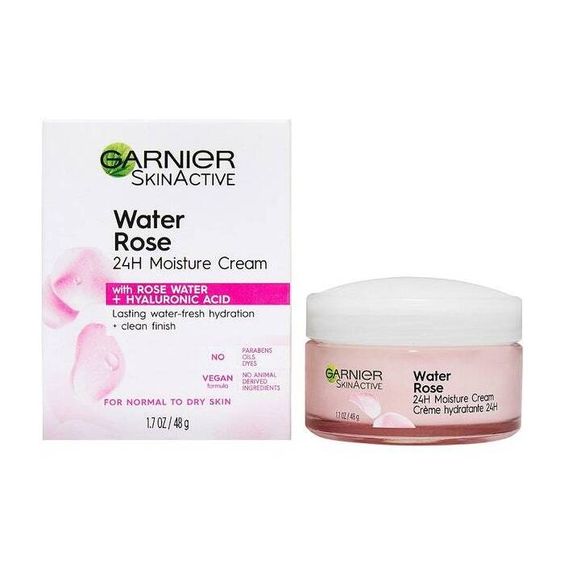 GARNIER
SKINACTIVE
Water
Rose
24H Moisture Cream
with ROSE WATER
+ HYALURONIC ACID
Lasting water-fresh hydration
+ clean finish
NO PARABENS
OILS
DYES
VEGAN formula NO ANIMAL
DERIVED
INGREDIENTS
FOR NORMAL TO DRY SKIN
1.7 OZ / 48 g
GARNIER
SKINACTIVE
Water
Rose
24H Moisture Cream
Crème hydratante 24H
1.7 OZ / 48 g